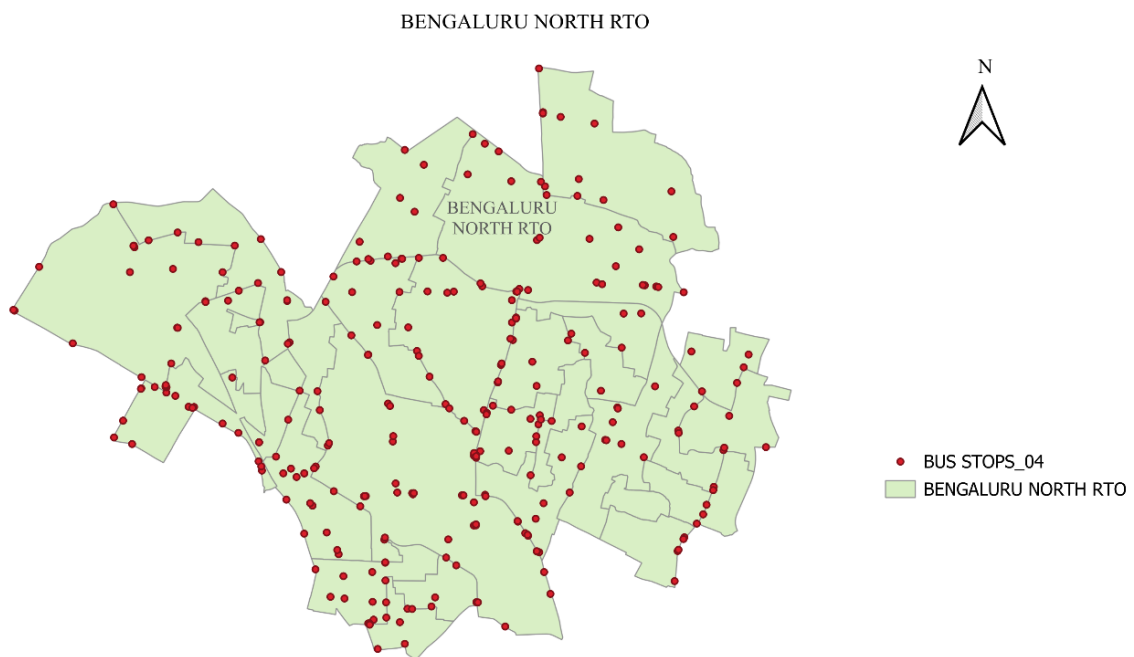 BENGALURU NORTH RTO
N
BENGALURU
NORTH RTO
BUS STOPS_04
BENGALURU NORTH RTO